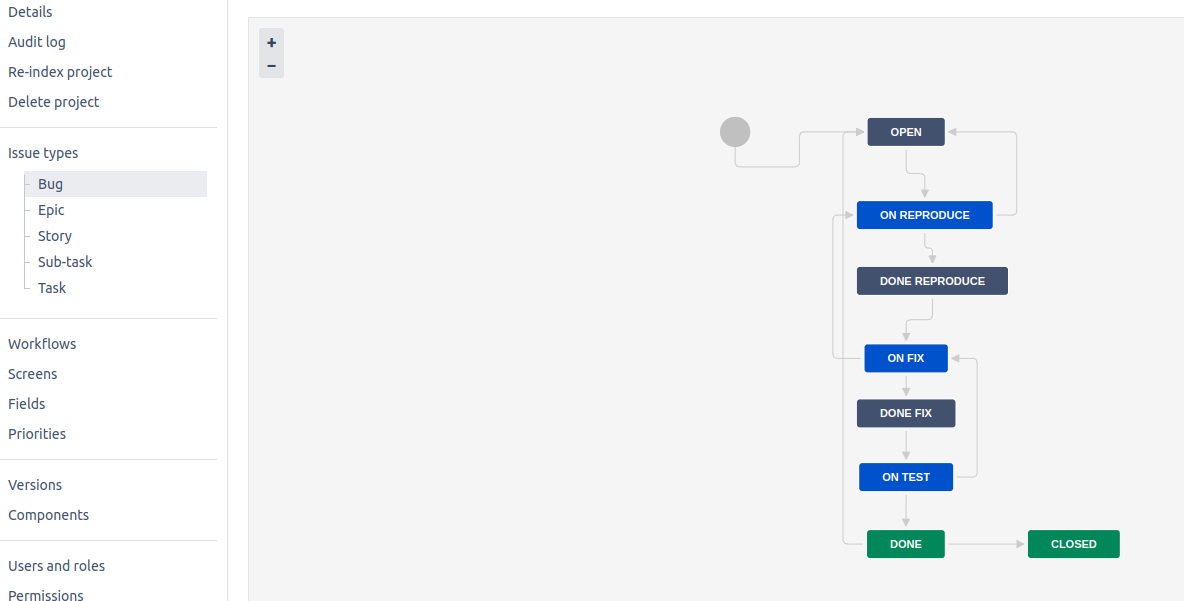 Details
Audit log
Re-index project
Delete project
Issue types
Bug
Epic
Story
Sub-task
Task
Workflows
Screens
Fields
Priorities
Versions
Components
Users and roles
Permissions
+
−
OPEN
ON REPRODUCE
DONE REPRODUCE
ON FIX
DONE FIX
ON TEST
DONE
CLOSED